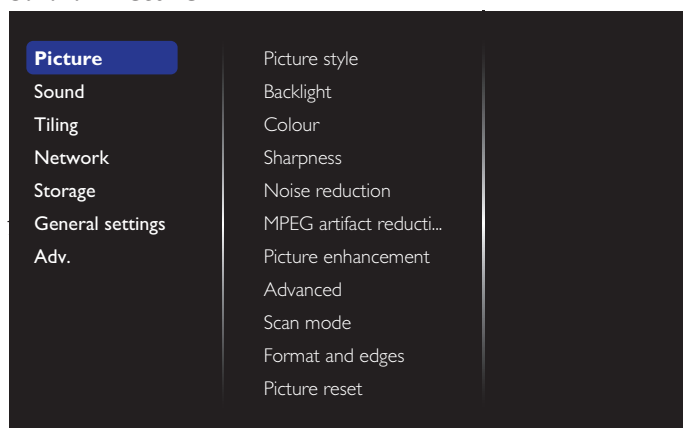 Picture
Sound
Tiling
Network
Storage
General settings
Adv.
Picture style
Backlight
Colour
Sharpness
Noise reduction
MPEG artifact reducti...
Picture enhancement
Advanced
Scan mode
Format and edges
Picture reset